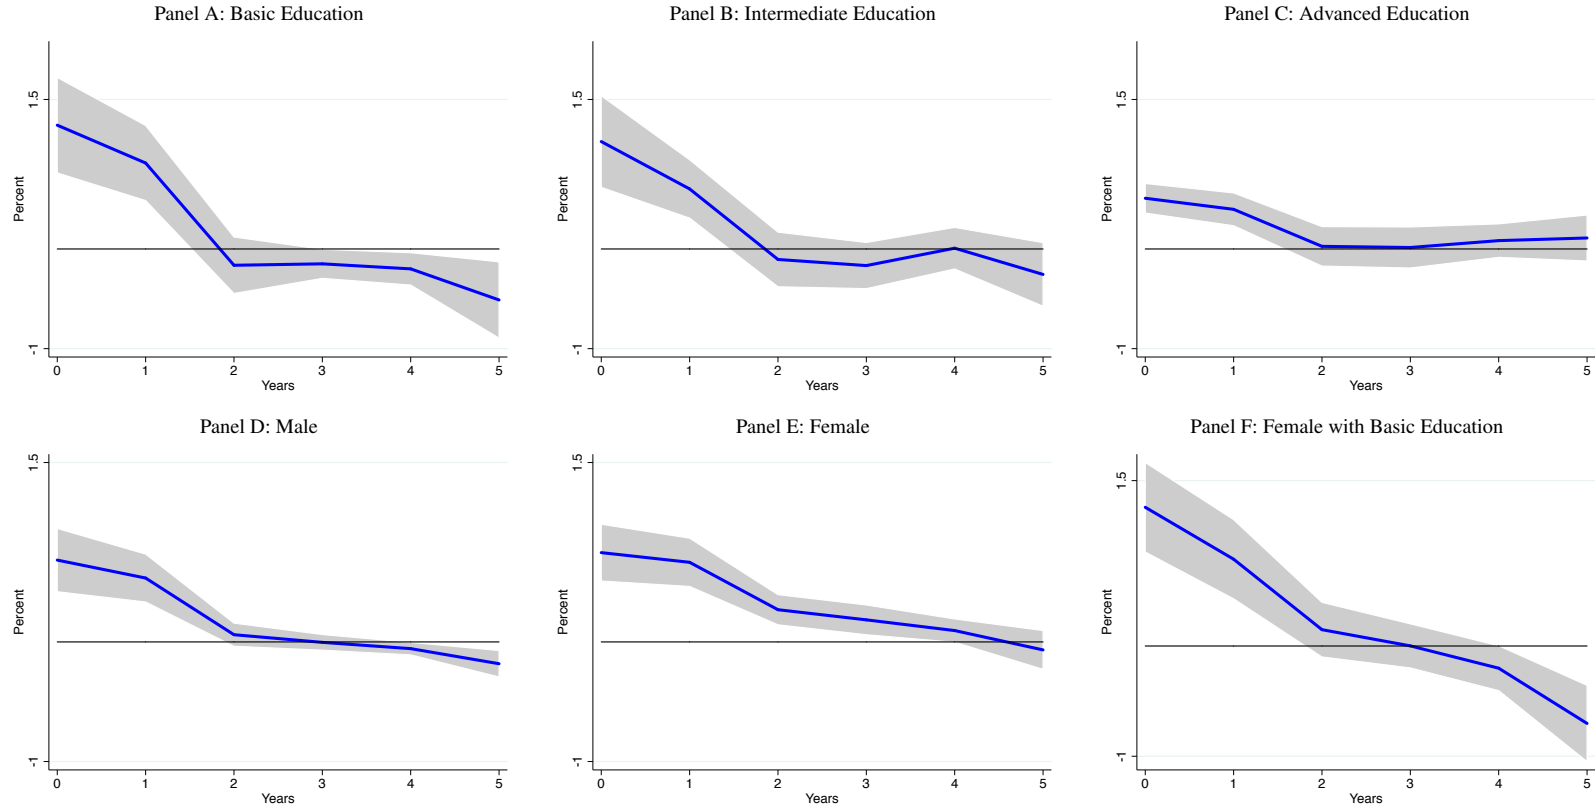 Panel A: Basic Education
1.5
Percent
-1
0 1 2 3 4 5
Years
Panel B: Intermediate Education
1.5
Percent
-1
0 1 2 3 4 5
Years
Panel C: Advanced Education
1.5
Percent
-1
0 1 2 3 4 5
Years
Panel D: Male
1.5
Percent
-1
0 1 2 3 4 5
Years
Panel E: Female
1.5
Percent
-1
0 1 2 3 4 5
Years
Panel F: Female with Basic Education
1.5
Percent
-1
0 1 2 3 4 5
Years